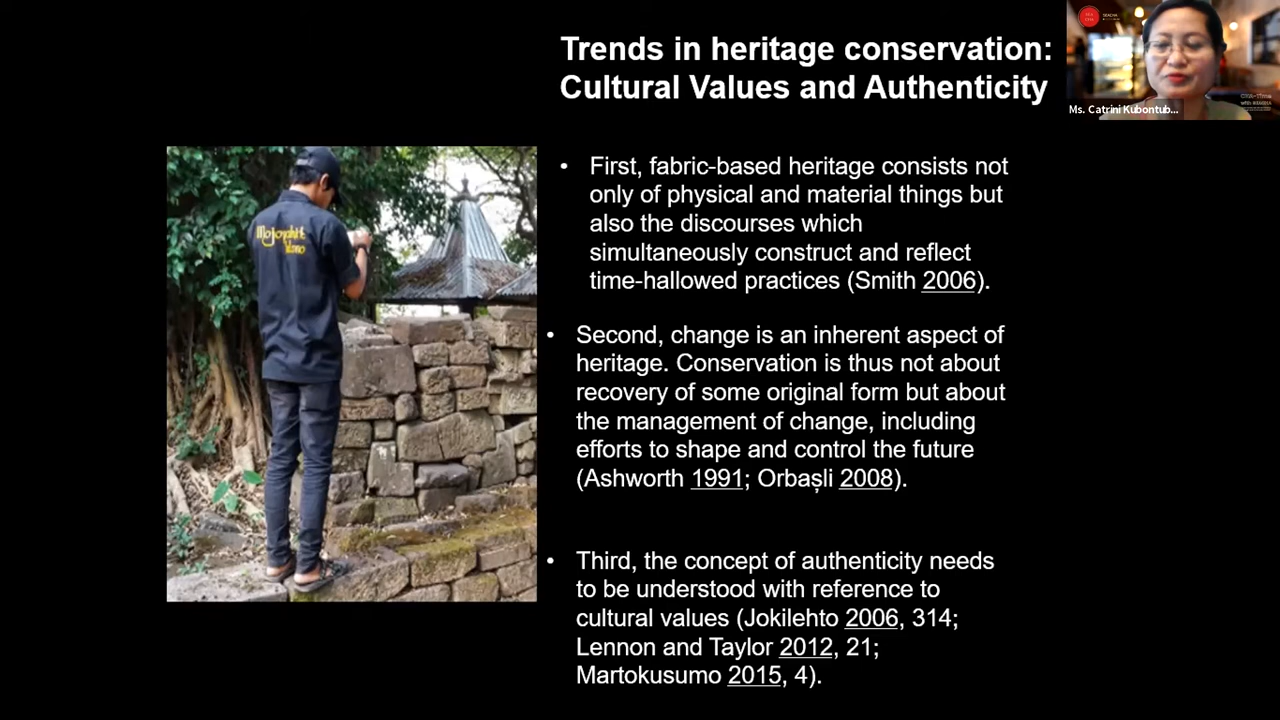 Trends in heritage conservation:
Cultural Values and Authenticity
Ms. Catrini Kubontub...
Mojopahit
• First, fabric-based heritage consists not
only of physical and material things but
also the discourses which
simultaneously construct and reflect
time-hallowed practices (Smith 2006).
• Second, change is an inherent aspect of
heritage. Conservation is thus not about
recovery of some original form but about
the management of change, including
efforts to shape and control the future
(Ashworth 1991; Orbaşli 2008).
• Third, the concept of authenticity needs
to be understood with reference to
cultural values (Jokilehto 2006, 314;
Lennon and Taylor 2012, 21;
Martokusumo 2015, 4).